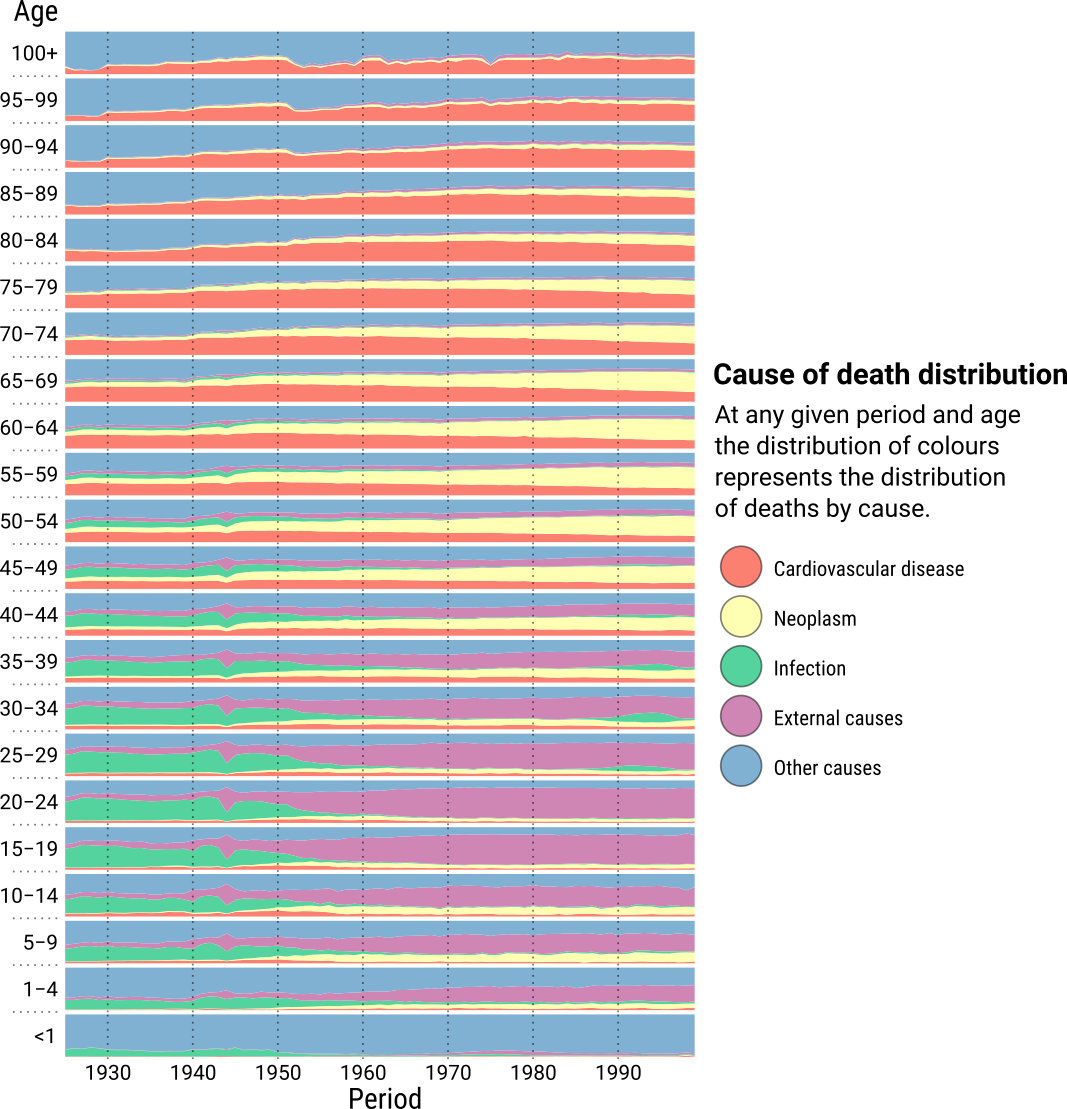 Age
100+
95–99
90–94
85–89
80–84
75–79
70–74
65–69
60–64
55–59
50–54
45–49
40–44
35–39
30–34
25–29
20–24
15–19
10–14
5–9
1–4
<1
1930 1940 1950 1960 1970 1980 1990
Period
Cause of death distribution
At any given period and age
the distribution of colours
represents the distribution
of deaths by cause.
Cardiovascular disease
Neoplasm
Infection
External causes
Other causes